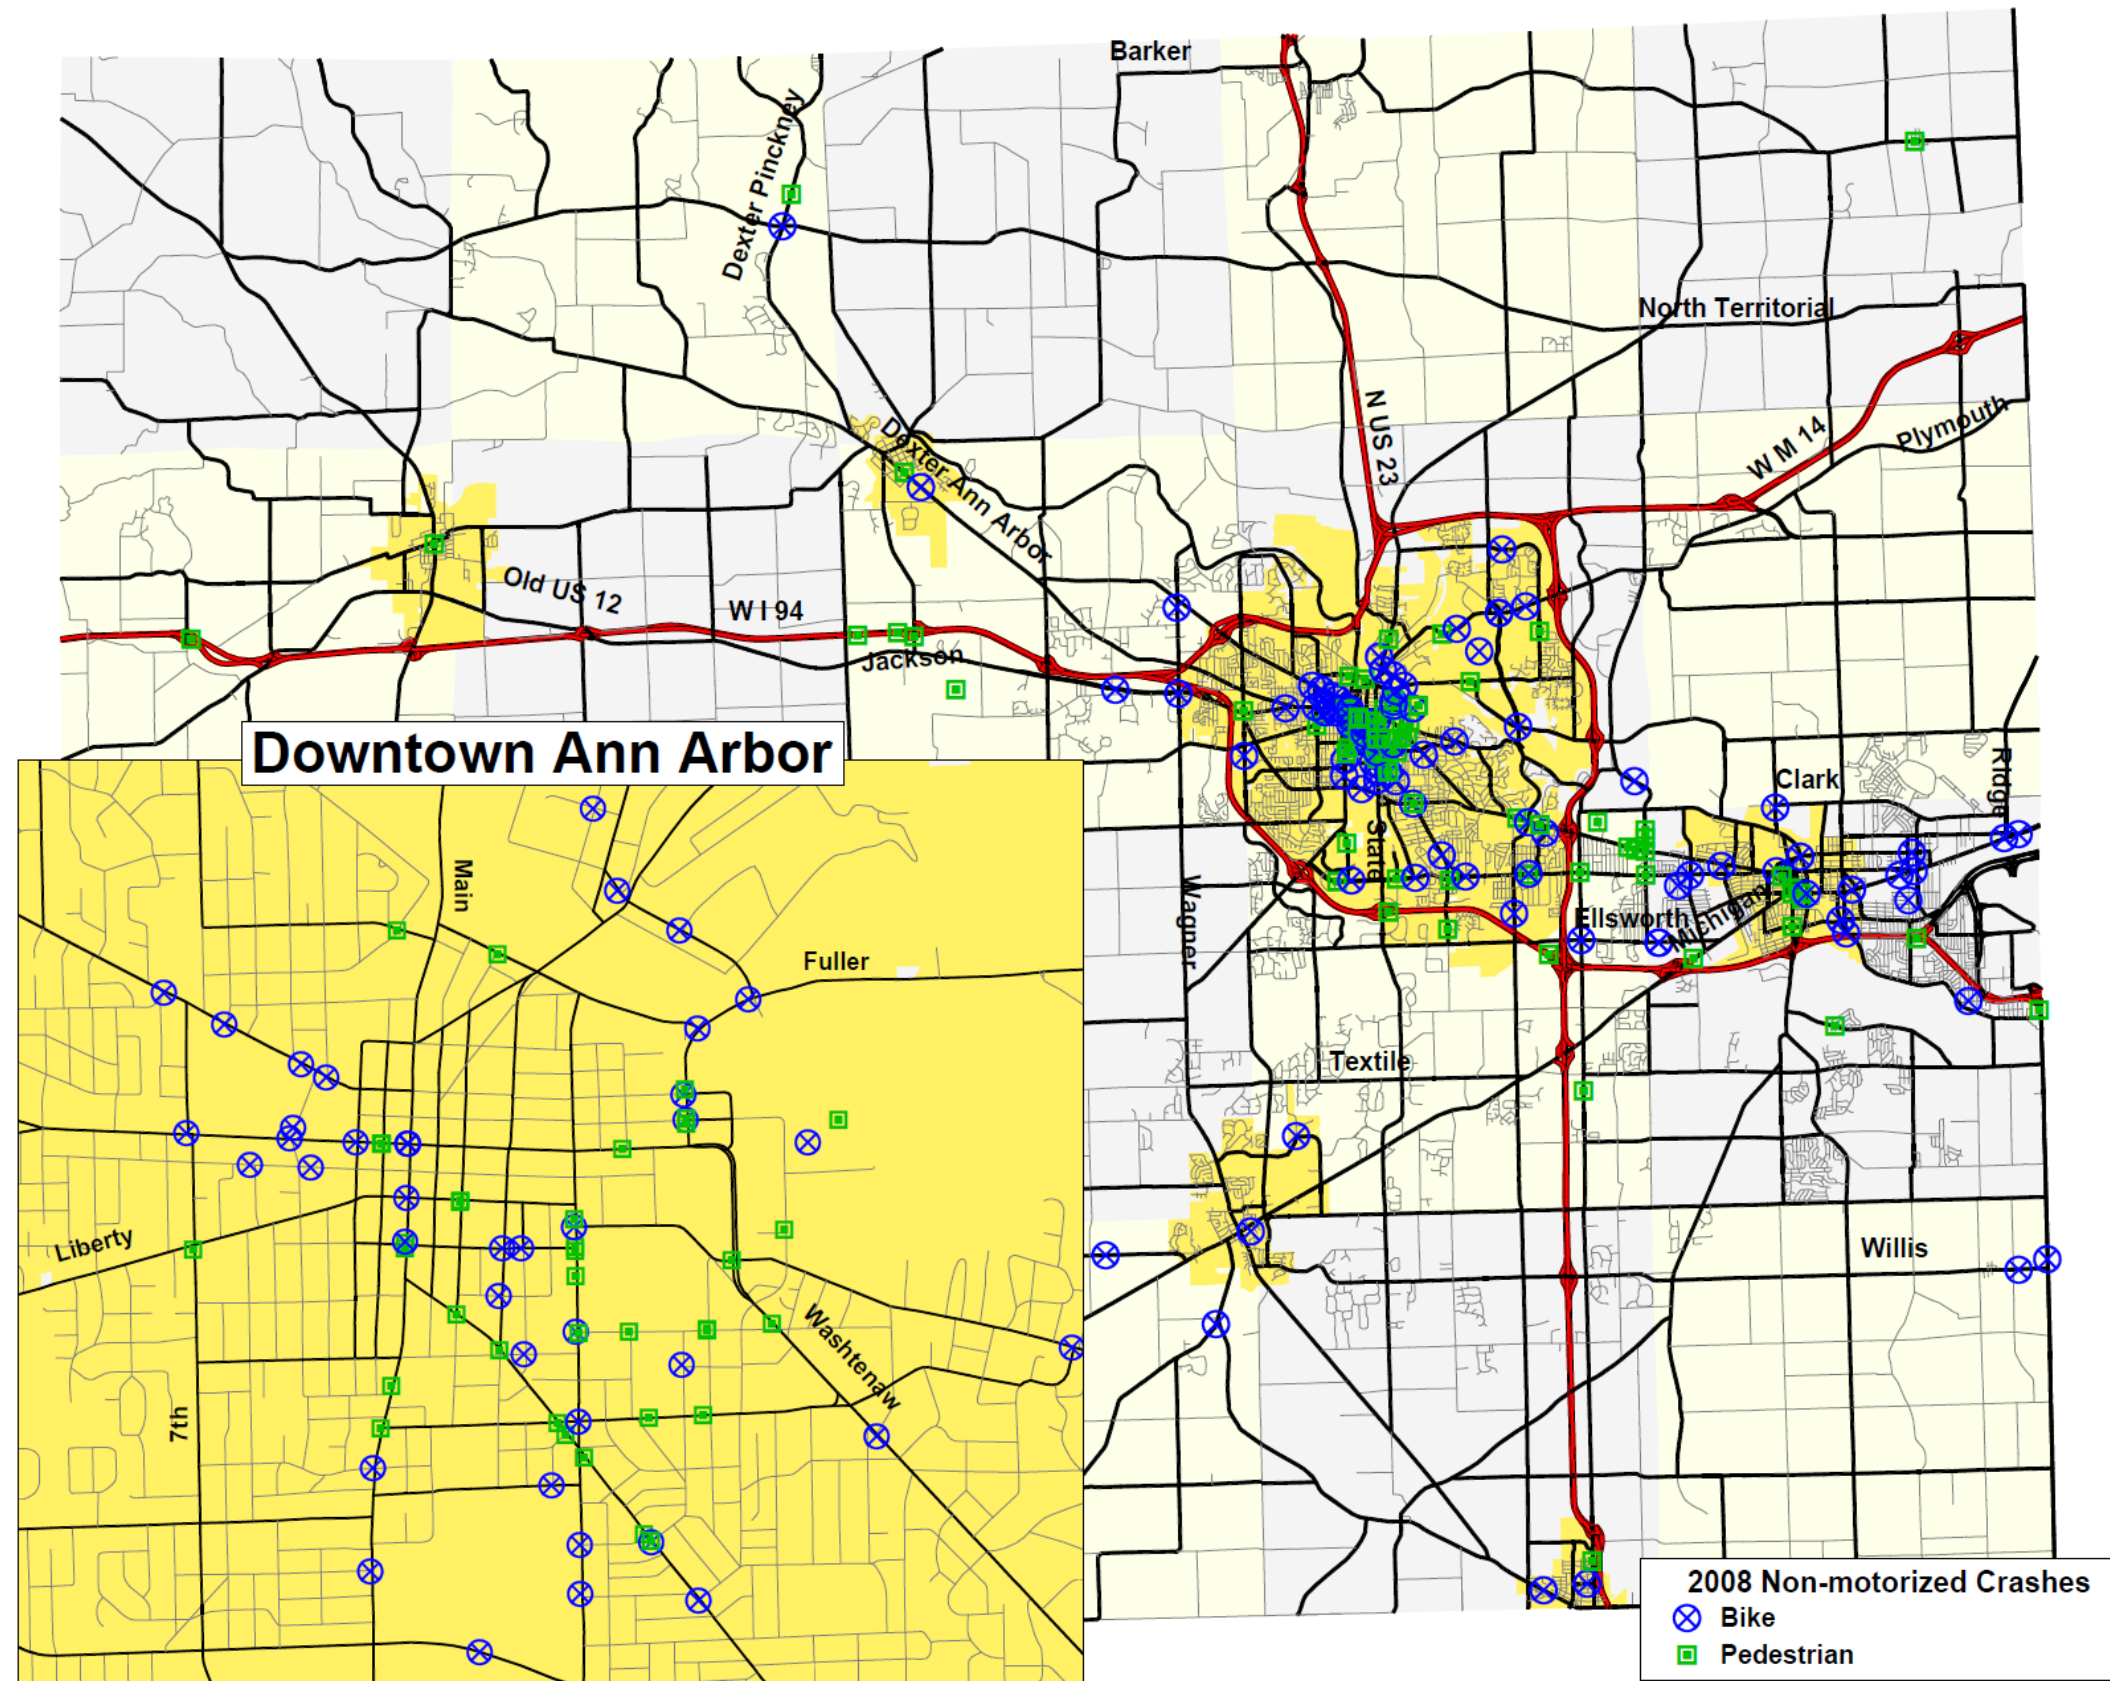 Barker
Dexter Pinckney
North Territorial
N US 23
W M 14
Plymouth
Dexter Ann Arbor
Old US 12
W I 94
Jackson
Downtown Ann Arbor
Ridge
Clark
State
Main
Wagner
Ellsworth
Michigan
Fuller
Textile
Liberty
Willis
Washtenaw
7th
2008 Non-motorized Crashes
Bike
Pedestrian